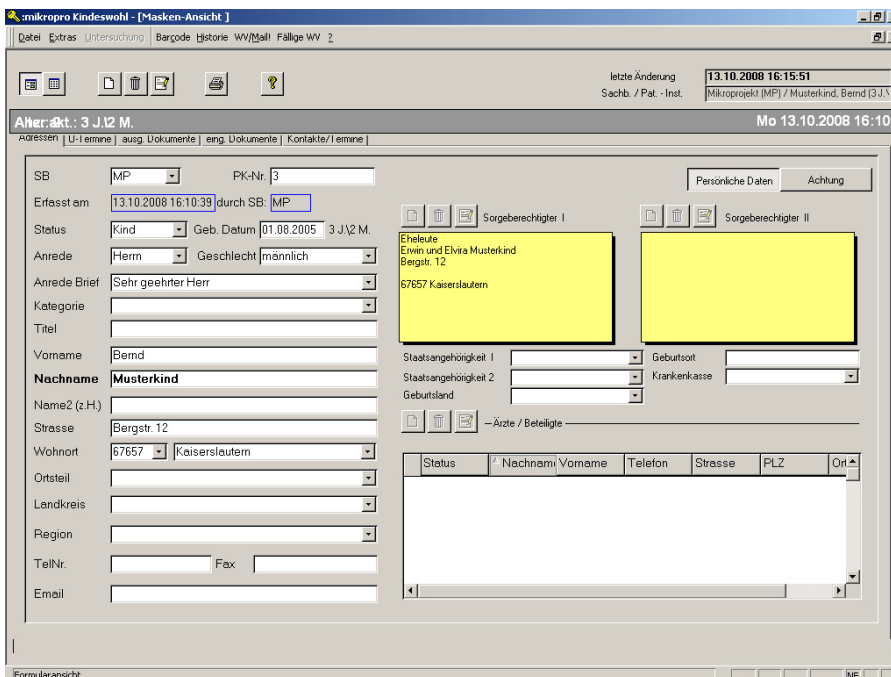 :mikropro Kindeswohl - [Masken-Ansicht ]
Datei Extras Untersuchung Barcode Historie WV/Mail! Fällige WV ?
letzte Änderung 13.10.2008 16:15:51
Sachb. / Pat. - Inst. Mikroprojekt (MP) / Musterkind, Bernd (3 J.\
akt.: 3 J.\2 M. Mo 13.10.2008 16:10
Adressen U-Termine ausg. Dokumente eing. Dokumente Kontakte/Termine
SB MP PK-Nr. 3
Persönliche Daten Achtung
Erfasst am 13.10.2008 16:10:39 durch SB: MP
Sorgeberechtigter I Sorgeberechtigter II
Status Kind Geb. Datum 01.08.2005 3 J.\2 M.
Eheleute
Erwin und Elvira Musterkind
Bergstr. 12
67657 Kaiserslautern
Anrede Herrn Geschlecht männlich
Anrede Brief Sehr geehrter Herr
Kategorie
Titel
Vorname Bernd
Staatsangehörigkeit 1 Geburtsort
Nachname Musterkind
Staatsangehörigkeit 2 Krankenkasse
Geburtsland
Name2 (z.H.)
Strasse Bergstr. 12
Ärzte / Beteiligte
Wohnort 67657 Kaiserslautern
Status Nachname Vorname Telefon Strasse PLZ Ort
Ortsteil
Landkreis
Region
TelNr. Fax
Email
Formularansicht NF